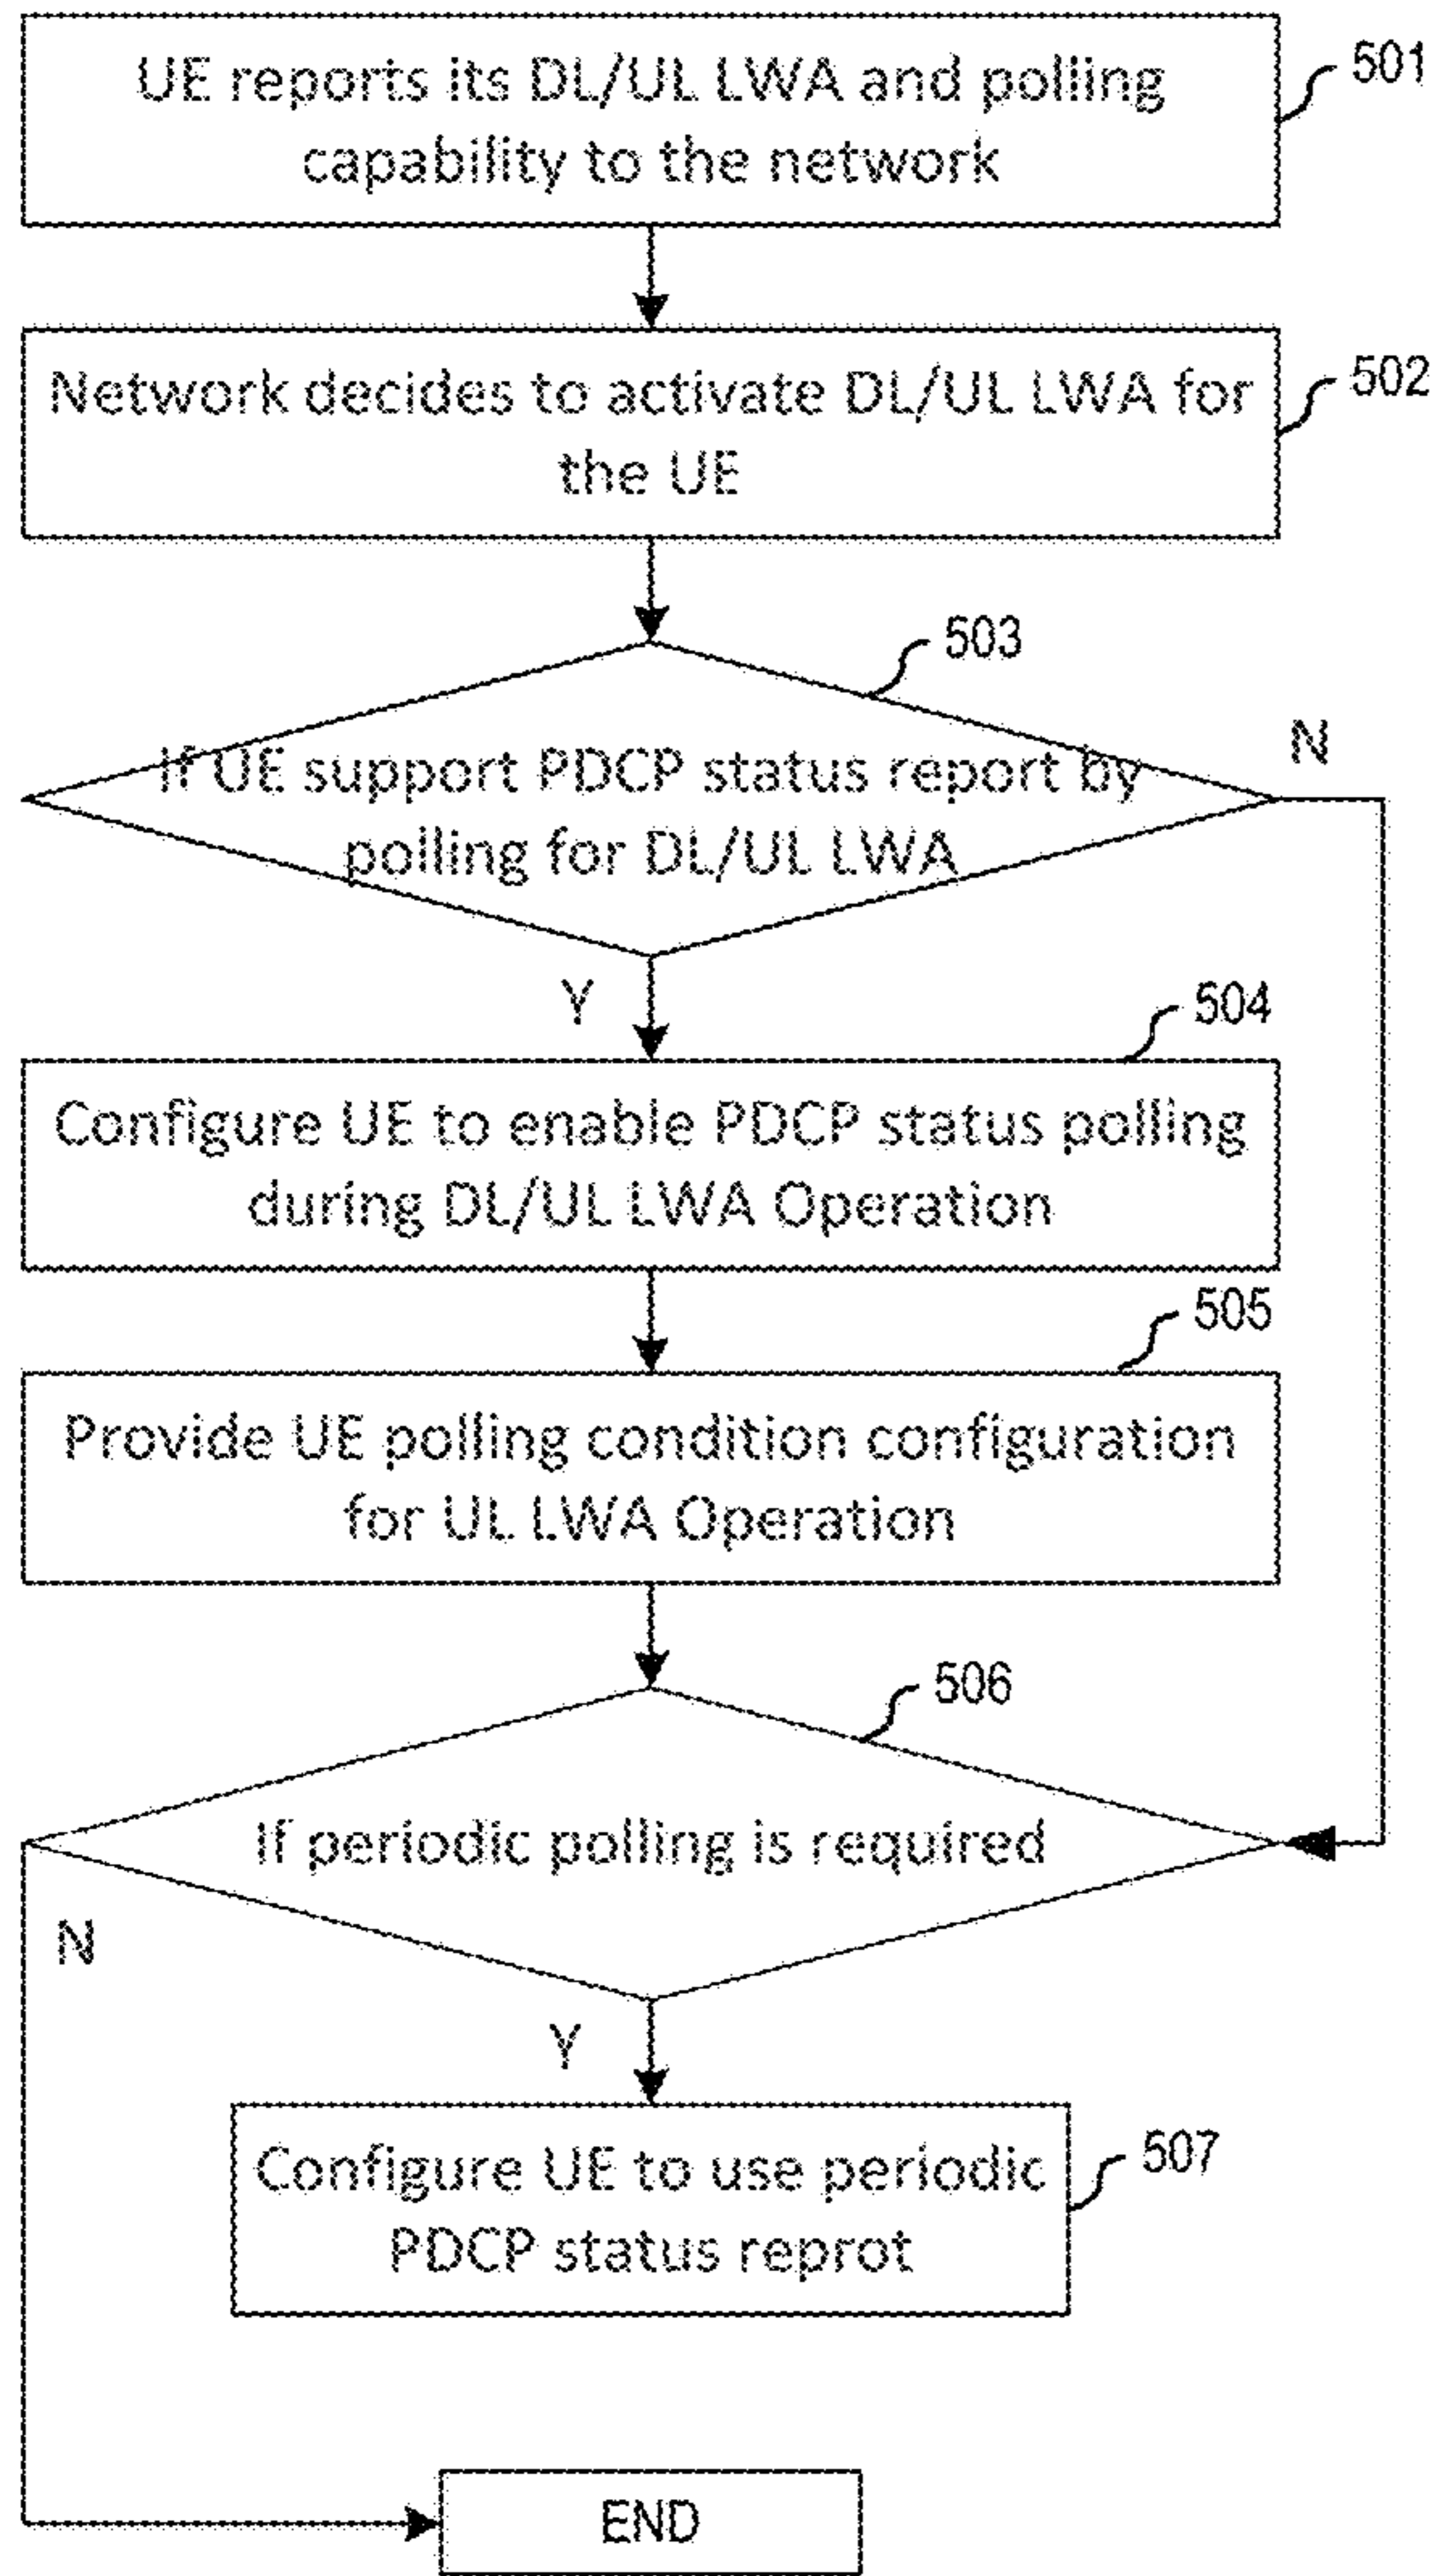 UE reports its DL/UL LWA and polling
capability to the network
501
Network decides to activate DL/UL LWA for
the UE
502
503
If UE support PDCP status report by
polling for DL/UL LWA
N
Y
504
Configure UE to enable PDCP status polling
during DL/UL LWA Operation
505
Provide UE polling condition configuration
for UL LWA Operation
506
If periodic polling is required
N
Y
Configure UE to use periodic
PDCP status reprot
507
END